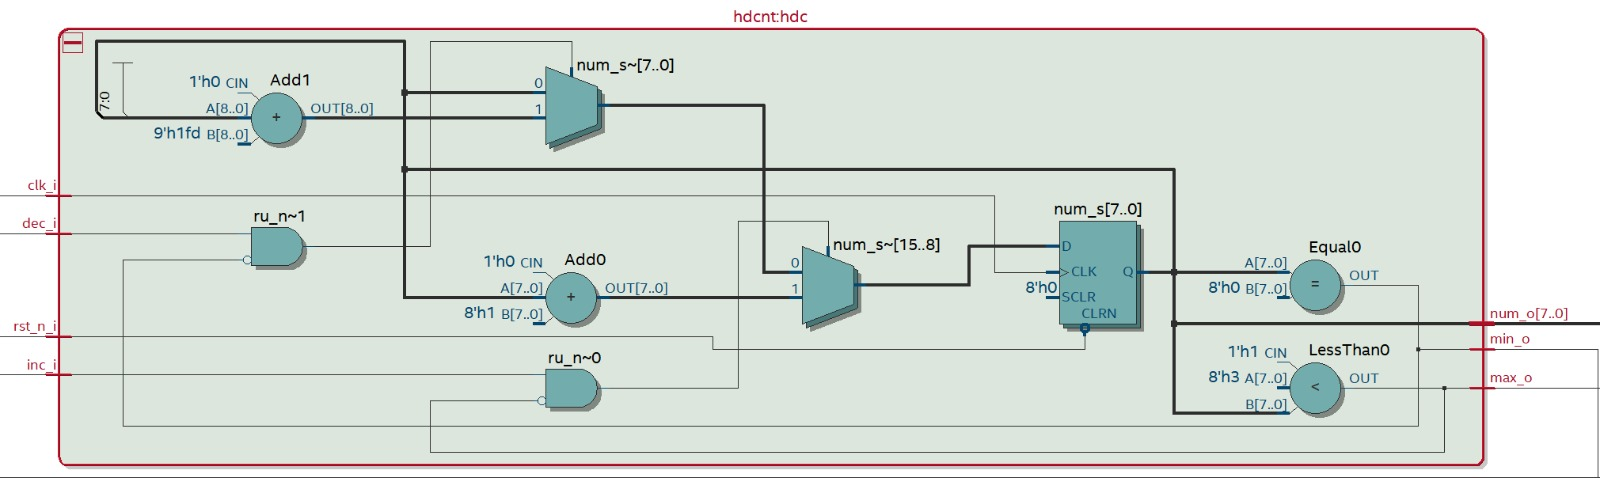 hdcnt:hdc
num_s~[7..0]
Add1
1'h0 CIN
A[8..0]
OUT[8..0]
9'h1fd B[8..0]
+
7:0
0
1
clk_i
dec_i
ru_n~1
num_s[7..0]
D
CLK
Q
8'h0
SCLR
CLRN
num_s~[15..8]
0
1
Add0
1'h0 CIN
A[7..0]
OUT[7..0]
8'h1 B[7..0]
+
Equal0
A[7..0]
OUT
8'h0 B[7..0]
=
rst_n_i
inc_i
ru_n~0
num_o[7..0]
min_o
max_o
LessThan0
1'h1 CIN
8'h3 A[7..0]
OUT
B[7..0]
<